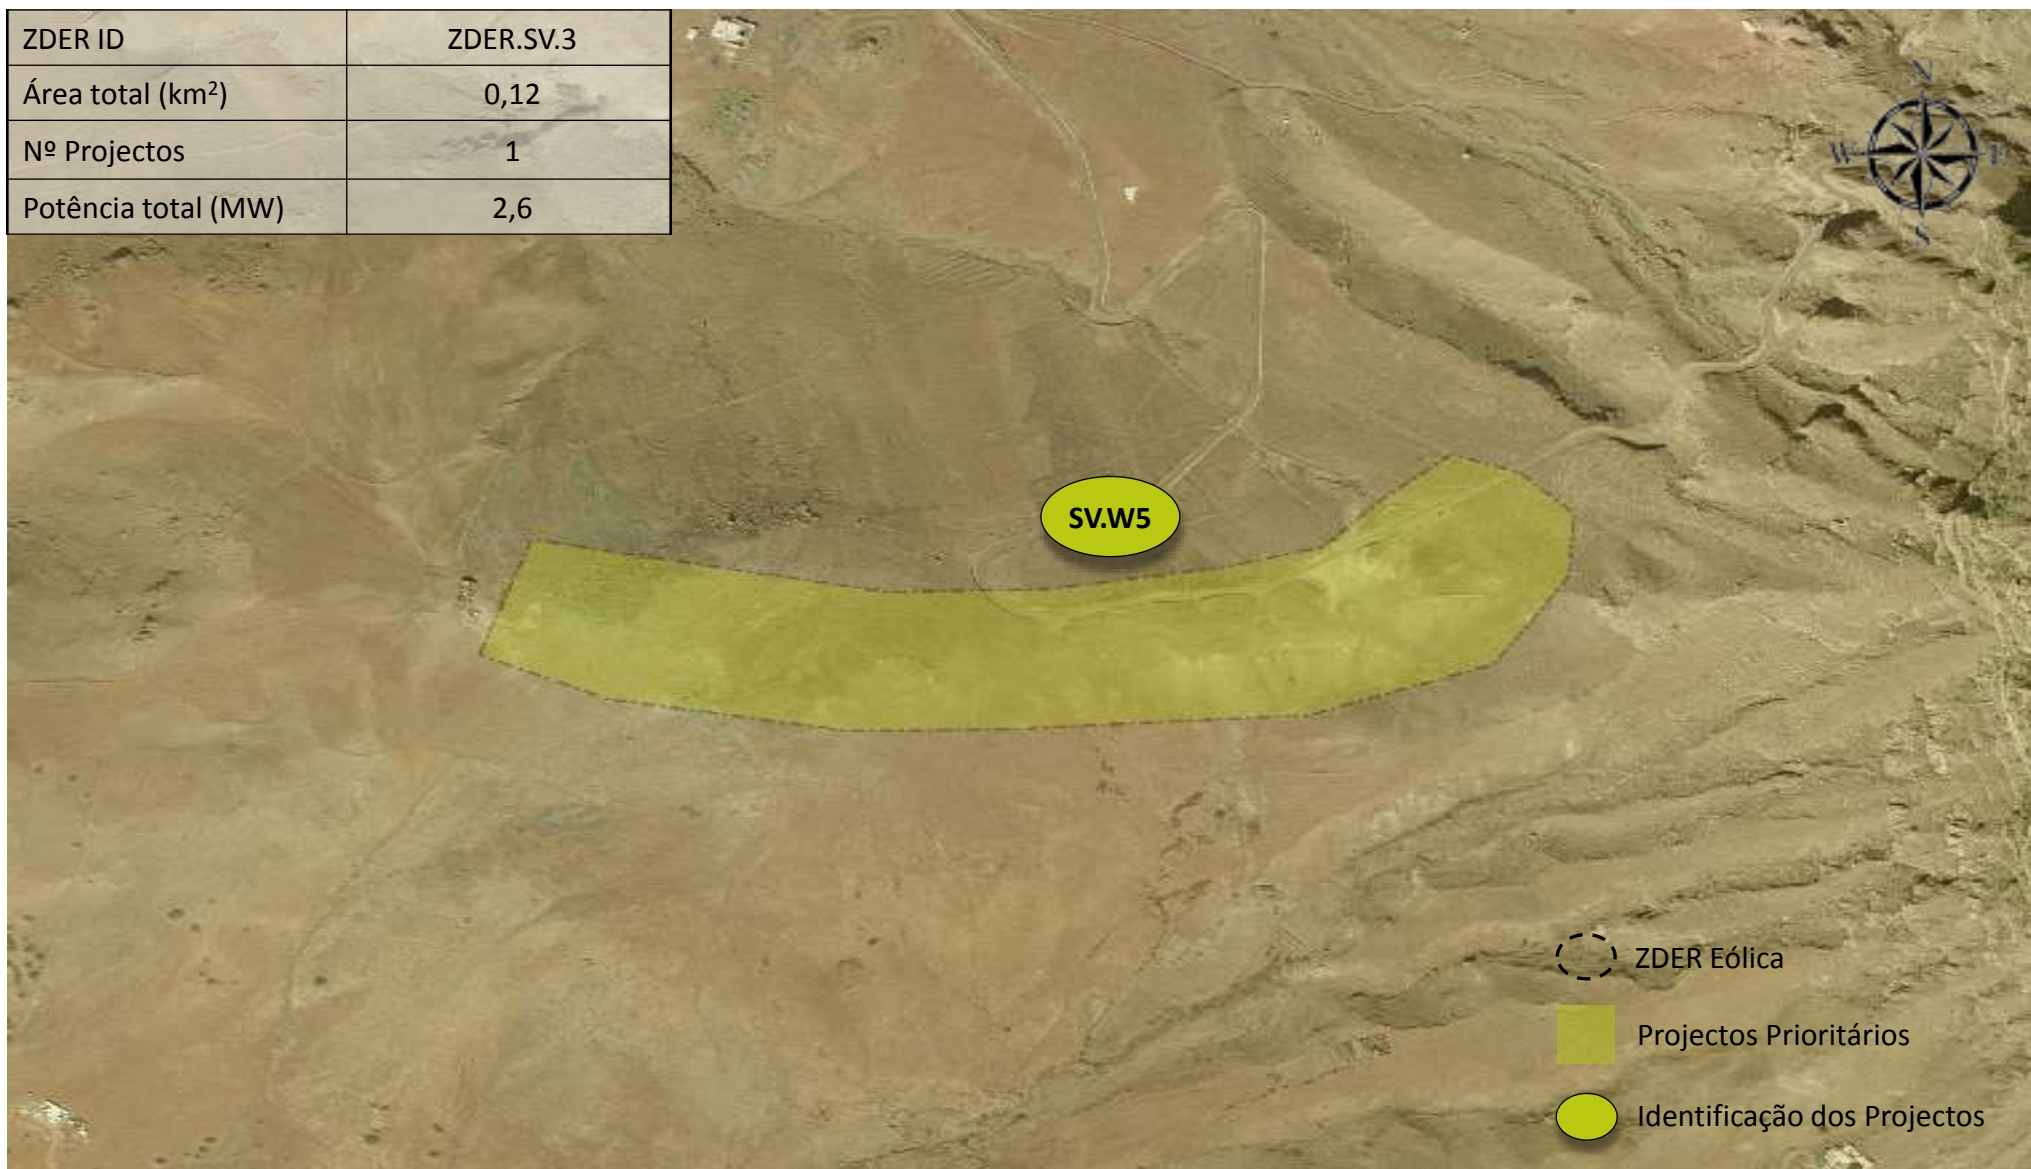 ZDER ID ZDER.SV.3
Área total (km²) 0,12
Nº Projectos 1
Potência total (MW) 2,6
N
W E
S
SV.W5
ZDER Eólica
Projectos Prioritários
Identificação dos Projectos